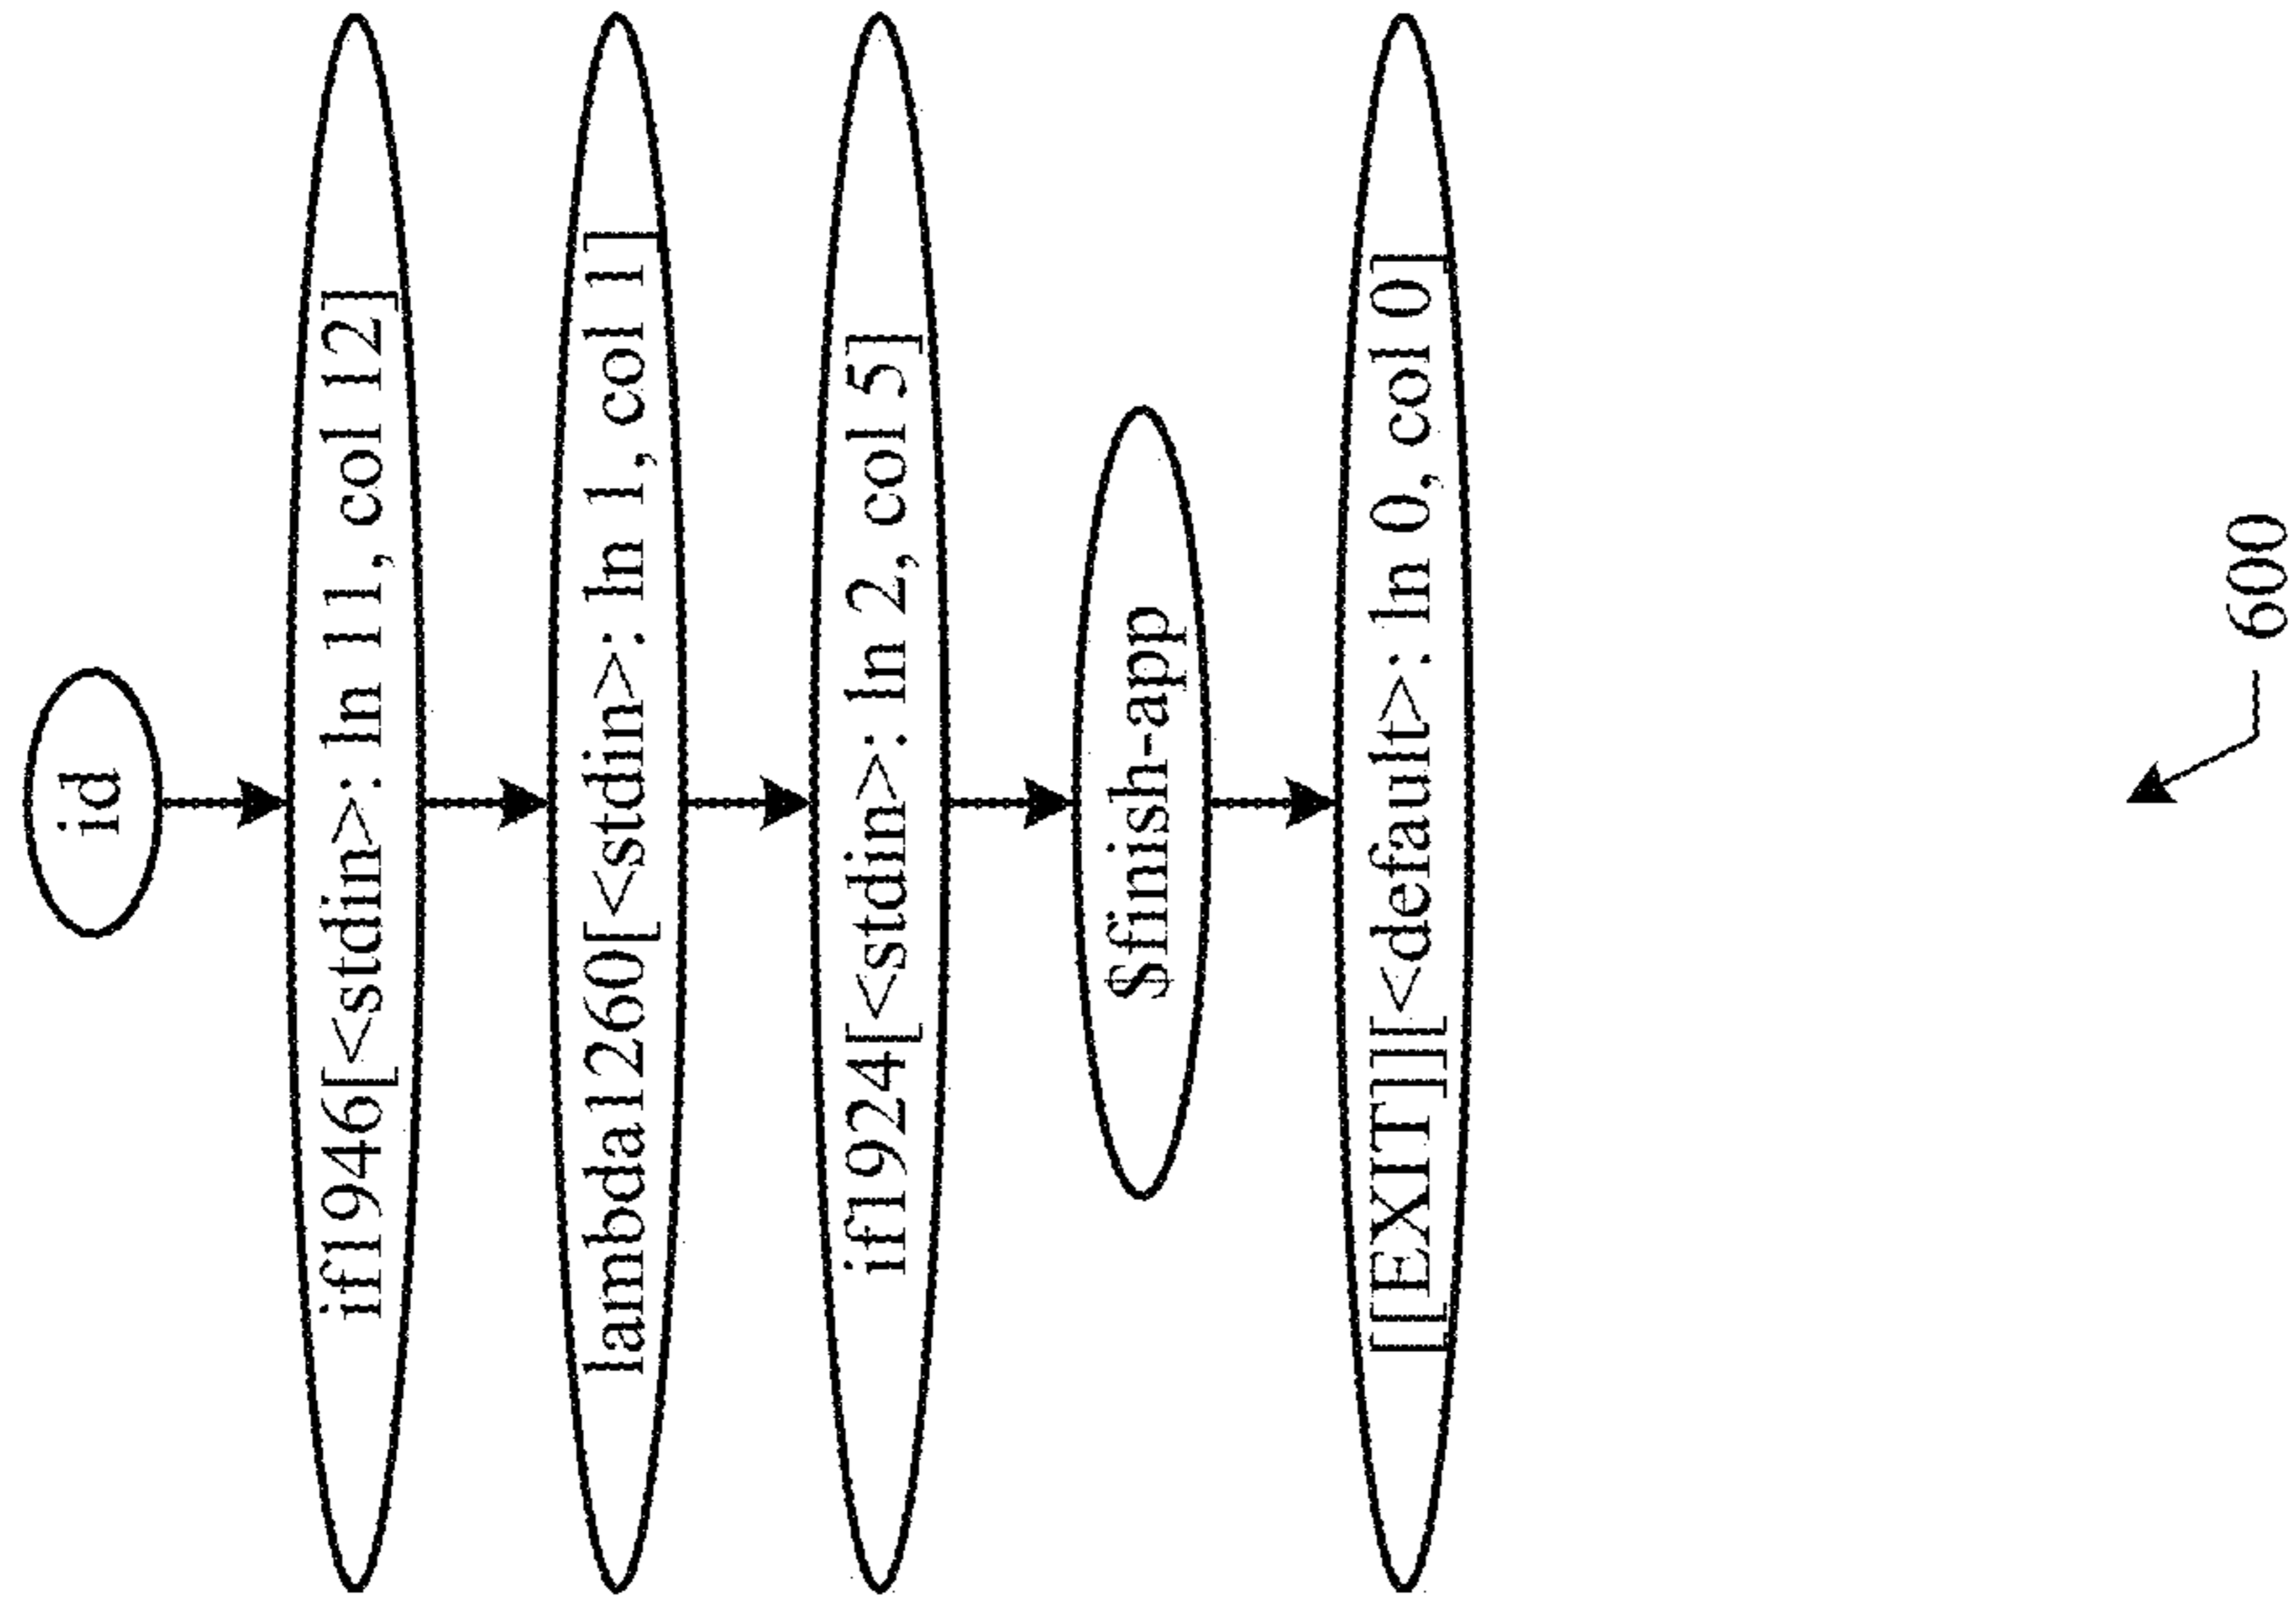 id
if1946[<stdin>: ln 11, col 12]
lambda1260[<stdin>: ln 1, col 1]
if1924[<stdin>: ln 2, col 5]
$finish-app
[[EXIT]][<default>: ln 0, col 0]
600